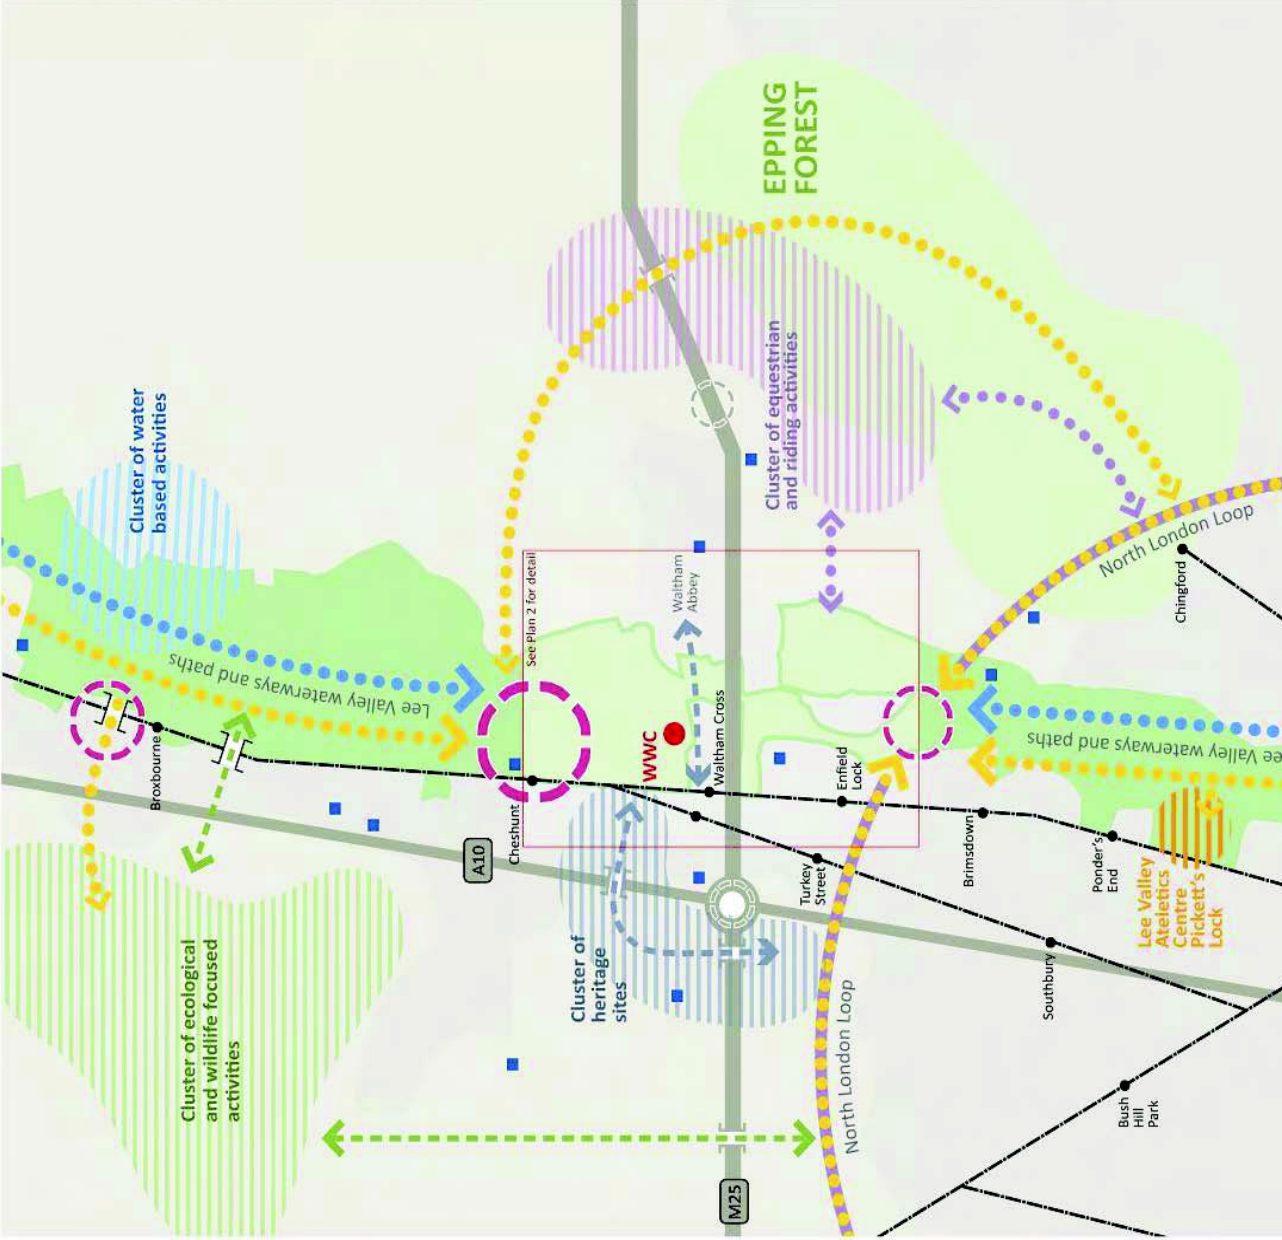 EPPING
FOREST
Cluster of water
based activities
Cluster of equestrian
and riding activities
North London Loop
Chingford
See Plan 2 for detail
Waltham
Abbey
Lee Valley waterways and paths
Broxbourne
WWC
Waltham Cross
Enfield
Lock
Cheshunt
A10
Turkey
Street
Brimsdown
Ponder's
End
Lee Valley waterways and paths
Lee Valley
Ateletics
Centre
Pickett's
Lock
Cluster of ecological
and wildlife focused
activities
Cluster of
heritage
sites
Southbury
North London Loop
Bush
Hill
Park
M25